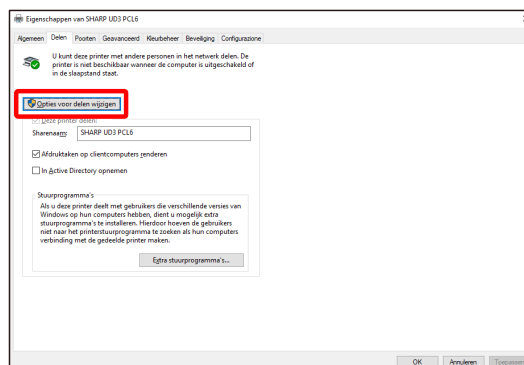 Eigenschappen van SHARP UD3 PCL6
Algemeen Delen Poorten Geavanceerd Kleurbeheer Beveiliging Configurazione
U kunt deze printer met andere personen in het netwerk delen. De
printer is niet beschikbaar wanneer de computer is uitgeschakeld of
in de slaapstand staat.
Opties voor delen wijzigen
Deze printer delen:
Sharenaam: SHARP UD3 PCL6
Afdruktaken op clientcomputers renderen
In Active Directory opnemen
Stuurprogramma's
Als u deze printer deelt met gebruikers die verschillende versies van
Windows op hun computers hebben, dient u mogelijk extra
stuurprogramma's te installeren. Hierdoor hoeven de gebruikers
niet naar het printerstuurprogramma te zoeken als hun computers
verbinding met de gedeelde printer maken.
Extra stuurprogramma's...
OK Annuleren Toepassen